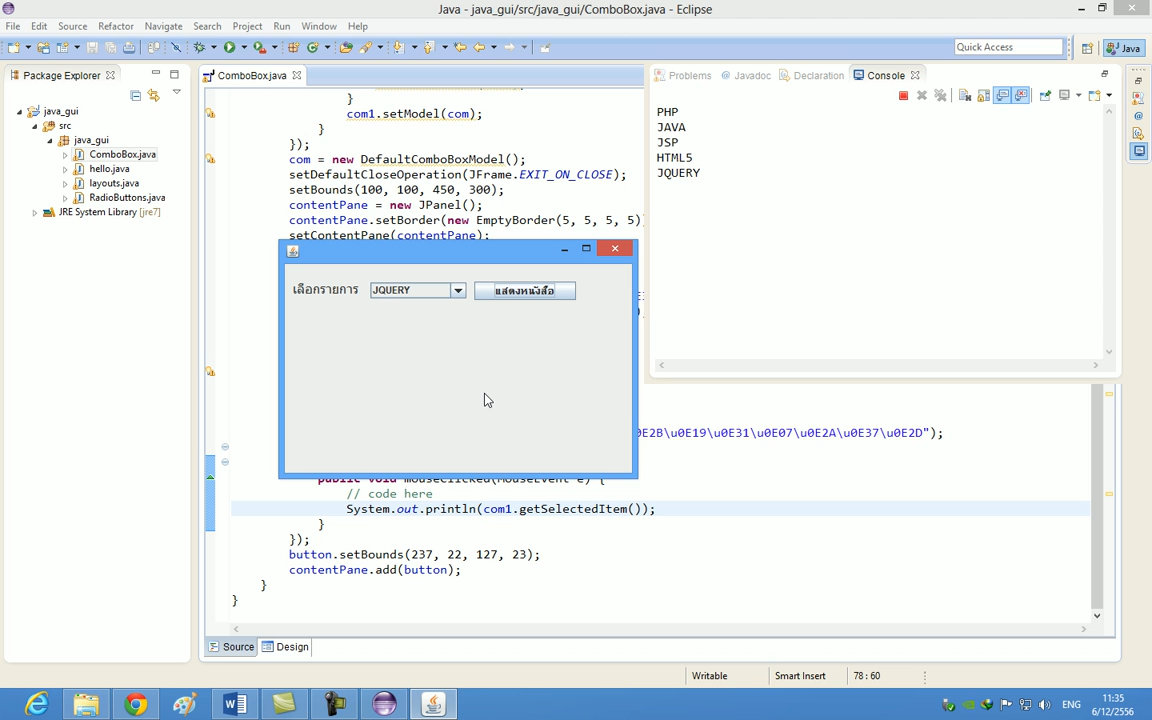 Java - java_gui/src/java_gui/ComboBox.java - Eclipse
File Edit Source Refactor Navigate Search Project Run Window Help
Quick Access
Java
Package Explorer
java_gui
src
java_gui
ComboBox.java
hello.java
layouts.java
RadioButtons.java
JRE System Library [jre7]
ComboBox.java
}
com1.setModel(com);
}
});
com = new DefaultComboBoxModel();
setDefaultCloseOperation(JFrame.EXIT_ON_CLOSE);
setBounds(100, 100, 450, 300);
contentPane = new JPanel();
contentPane.setBorder(new EmptyBorder(5, 5, 5, 5)
setContentPane(contentPane);
เลือกรายการ JQUERY แสดงหนังสือ
0E2B\u0E19\u0E31\u0E07\u0E2A\u0E37\u0E2D");
public void mouseClicked(MouseEvent e) {
// code here
System.out.println(com1.getSelectedItem());
}
});
button.setBounds(237, 22, 127, 23);
contentPane.add(button);
}
}
Source Design
Problems Javadoc Declaration Console
PHP
JAVA
JSP
HTML5
JQUERY
Writable Smart Insert 78 : 60
ENG
11:35
6/12/2556